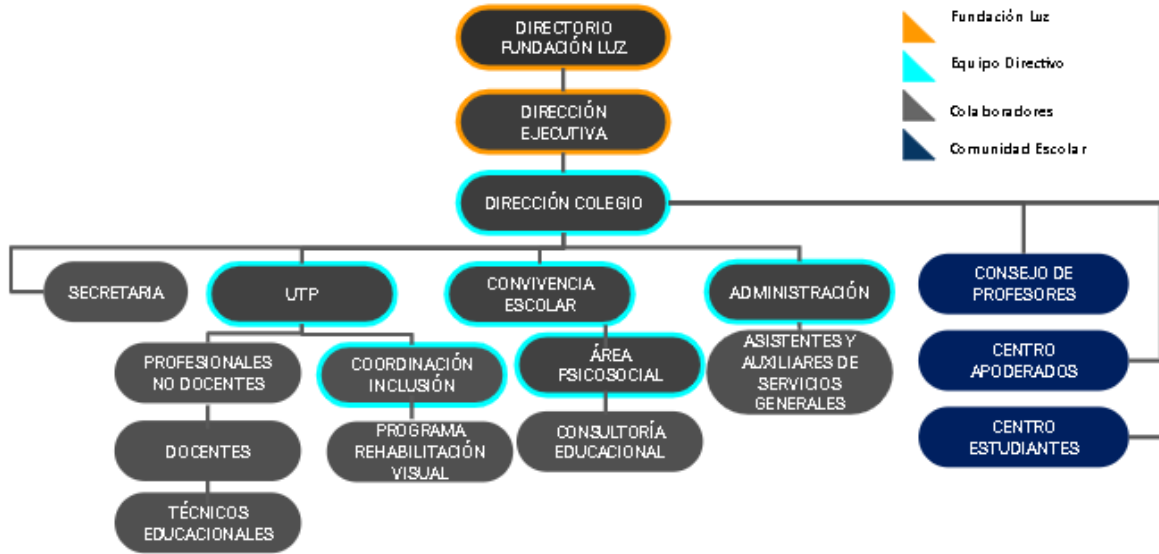 DIRECTORIO
FUNDACIÓN LUZ
DIRECCIÓN
EJECUTIVA
DIRECCIÓN COLEGIO
Fundación Luz
Equipo Directivo
Colaboradores
Comunidad Escolar
SECRETARIA
UTP
CONVIVENCIA
ESCOLAR
ADMINISTRACIÓN
CONSEJO DE
PROFESORES
PROFESIONALES
NO DOCENTES
COORDINACIÓN
INCLUSIÓN
ÁREA
PSICOSOCIAL
ASISTENTES Y
AUXILIARES DE
SERVICIOS
GENERALES
CENTRO
APODERADOS
DOCENTES
PROGRAMA
REHABILITACIÓN
VISUAL
CONSULTORÍA
EDUCACIONAL
CENTRO
ESTUDIANTES
TÉCNICOS
EDUCACIONALES